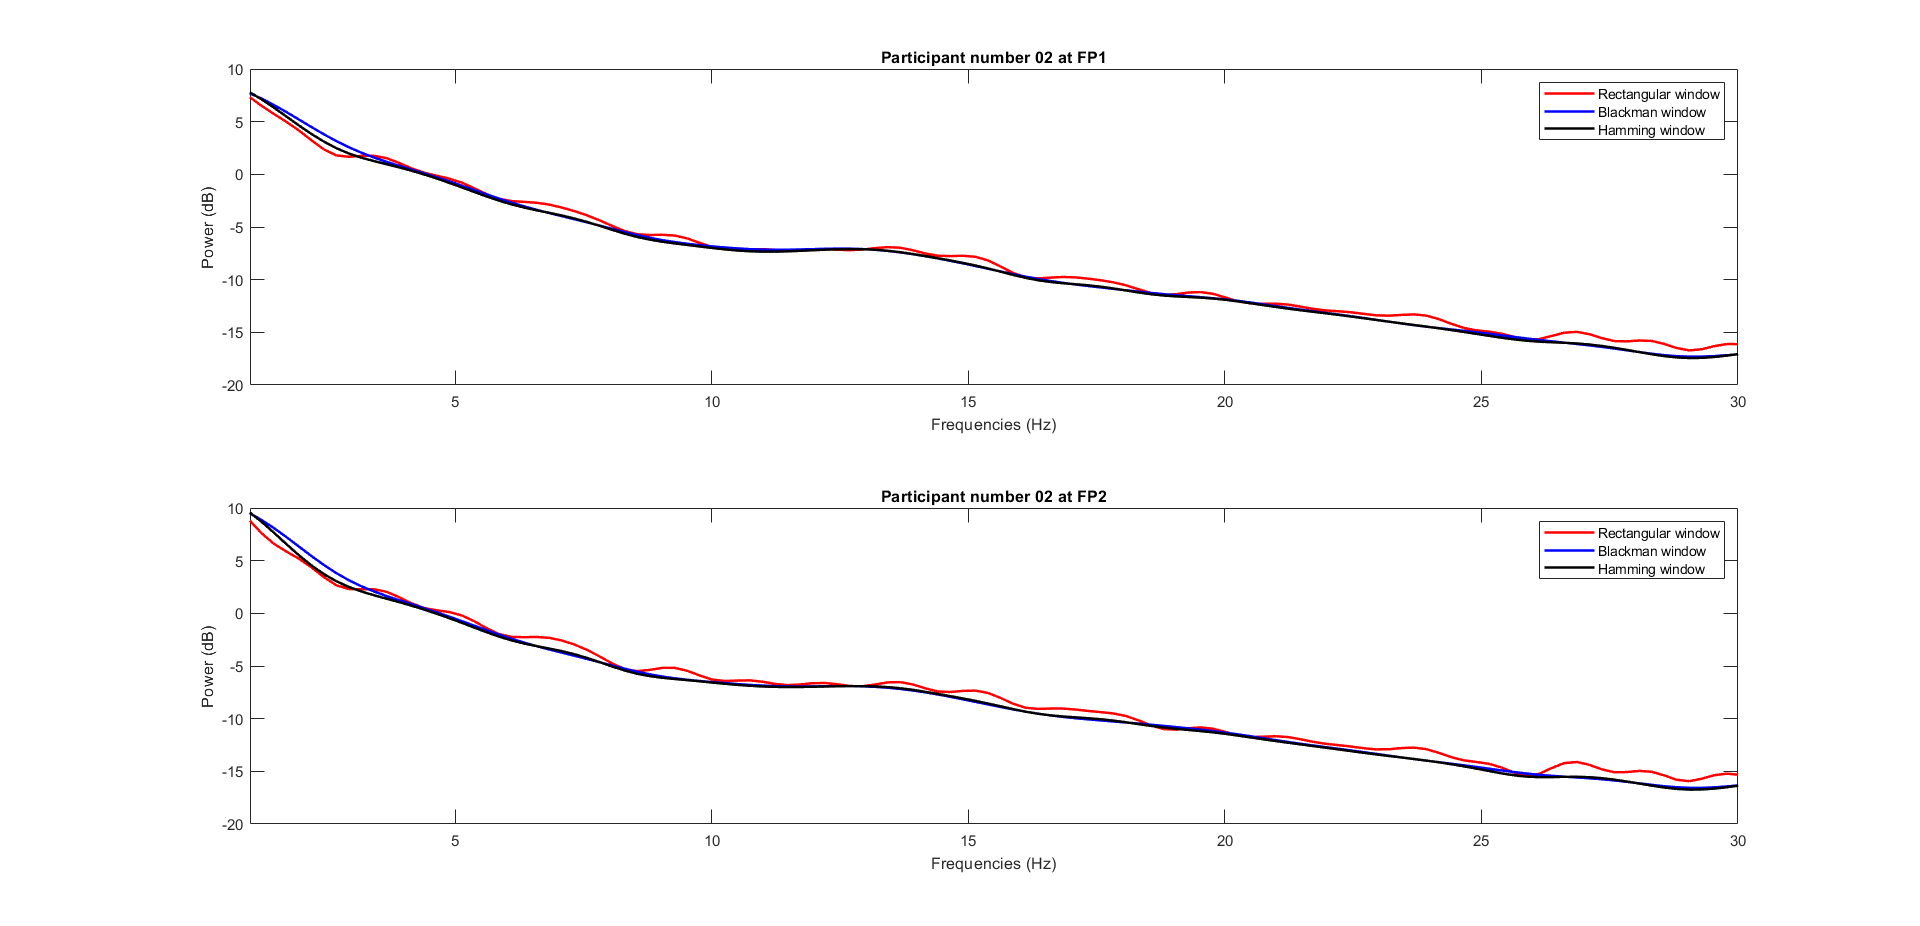 Participant number 02 at FP1
10
5
0
-5
-10
-15
-20
Power (dB)
5
10
15
20
25
30
Frequencies (Hz)
Rectangular window
Blackman window
Hamming window
Participant number 02 at FP2
10
5
0
-5
-10
-15
-20
Power (dB)
5
10
15
20
25
30
Frequencies (Hz)
Rectangular window
Blackman window
Hamming window